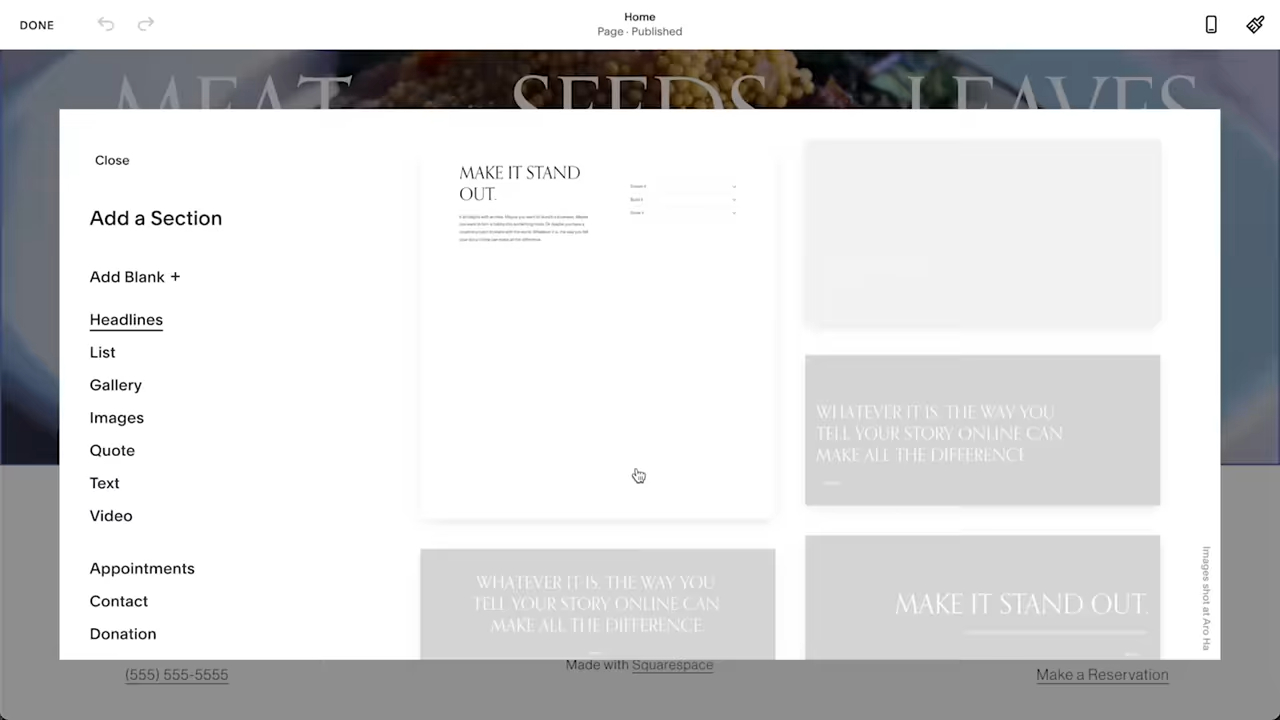 DONE
Home
Page · Published
MEAT
SEEDS
LEAVES
Close
Add a Section
Add Blank +
Headlines
List
Gallery
Images
Quote
Text
Video
Appointments
Contact
Donation
MAKE IT STAND
OUT.
WHATEVER IT IS, THE WAY YOU
TELL YOUR STORY ONLINE CAN
MAKE ALL THE DIFFERENCE.
WHATEVER IT IS, THE WAY YOU
TELL YOUR STORY ONLINE CAN
MAKE ALL THE DIFFERENCE
MAKE IT STAND OUT.
Images shot at Aro Ha
(555) 555-5555
Made with Squarespace
Make a Reservation